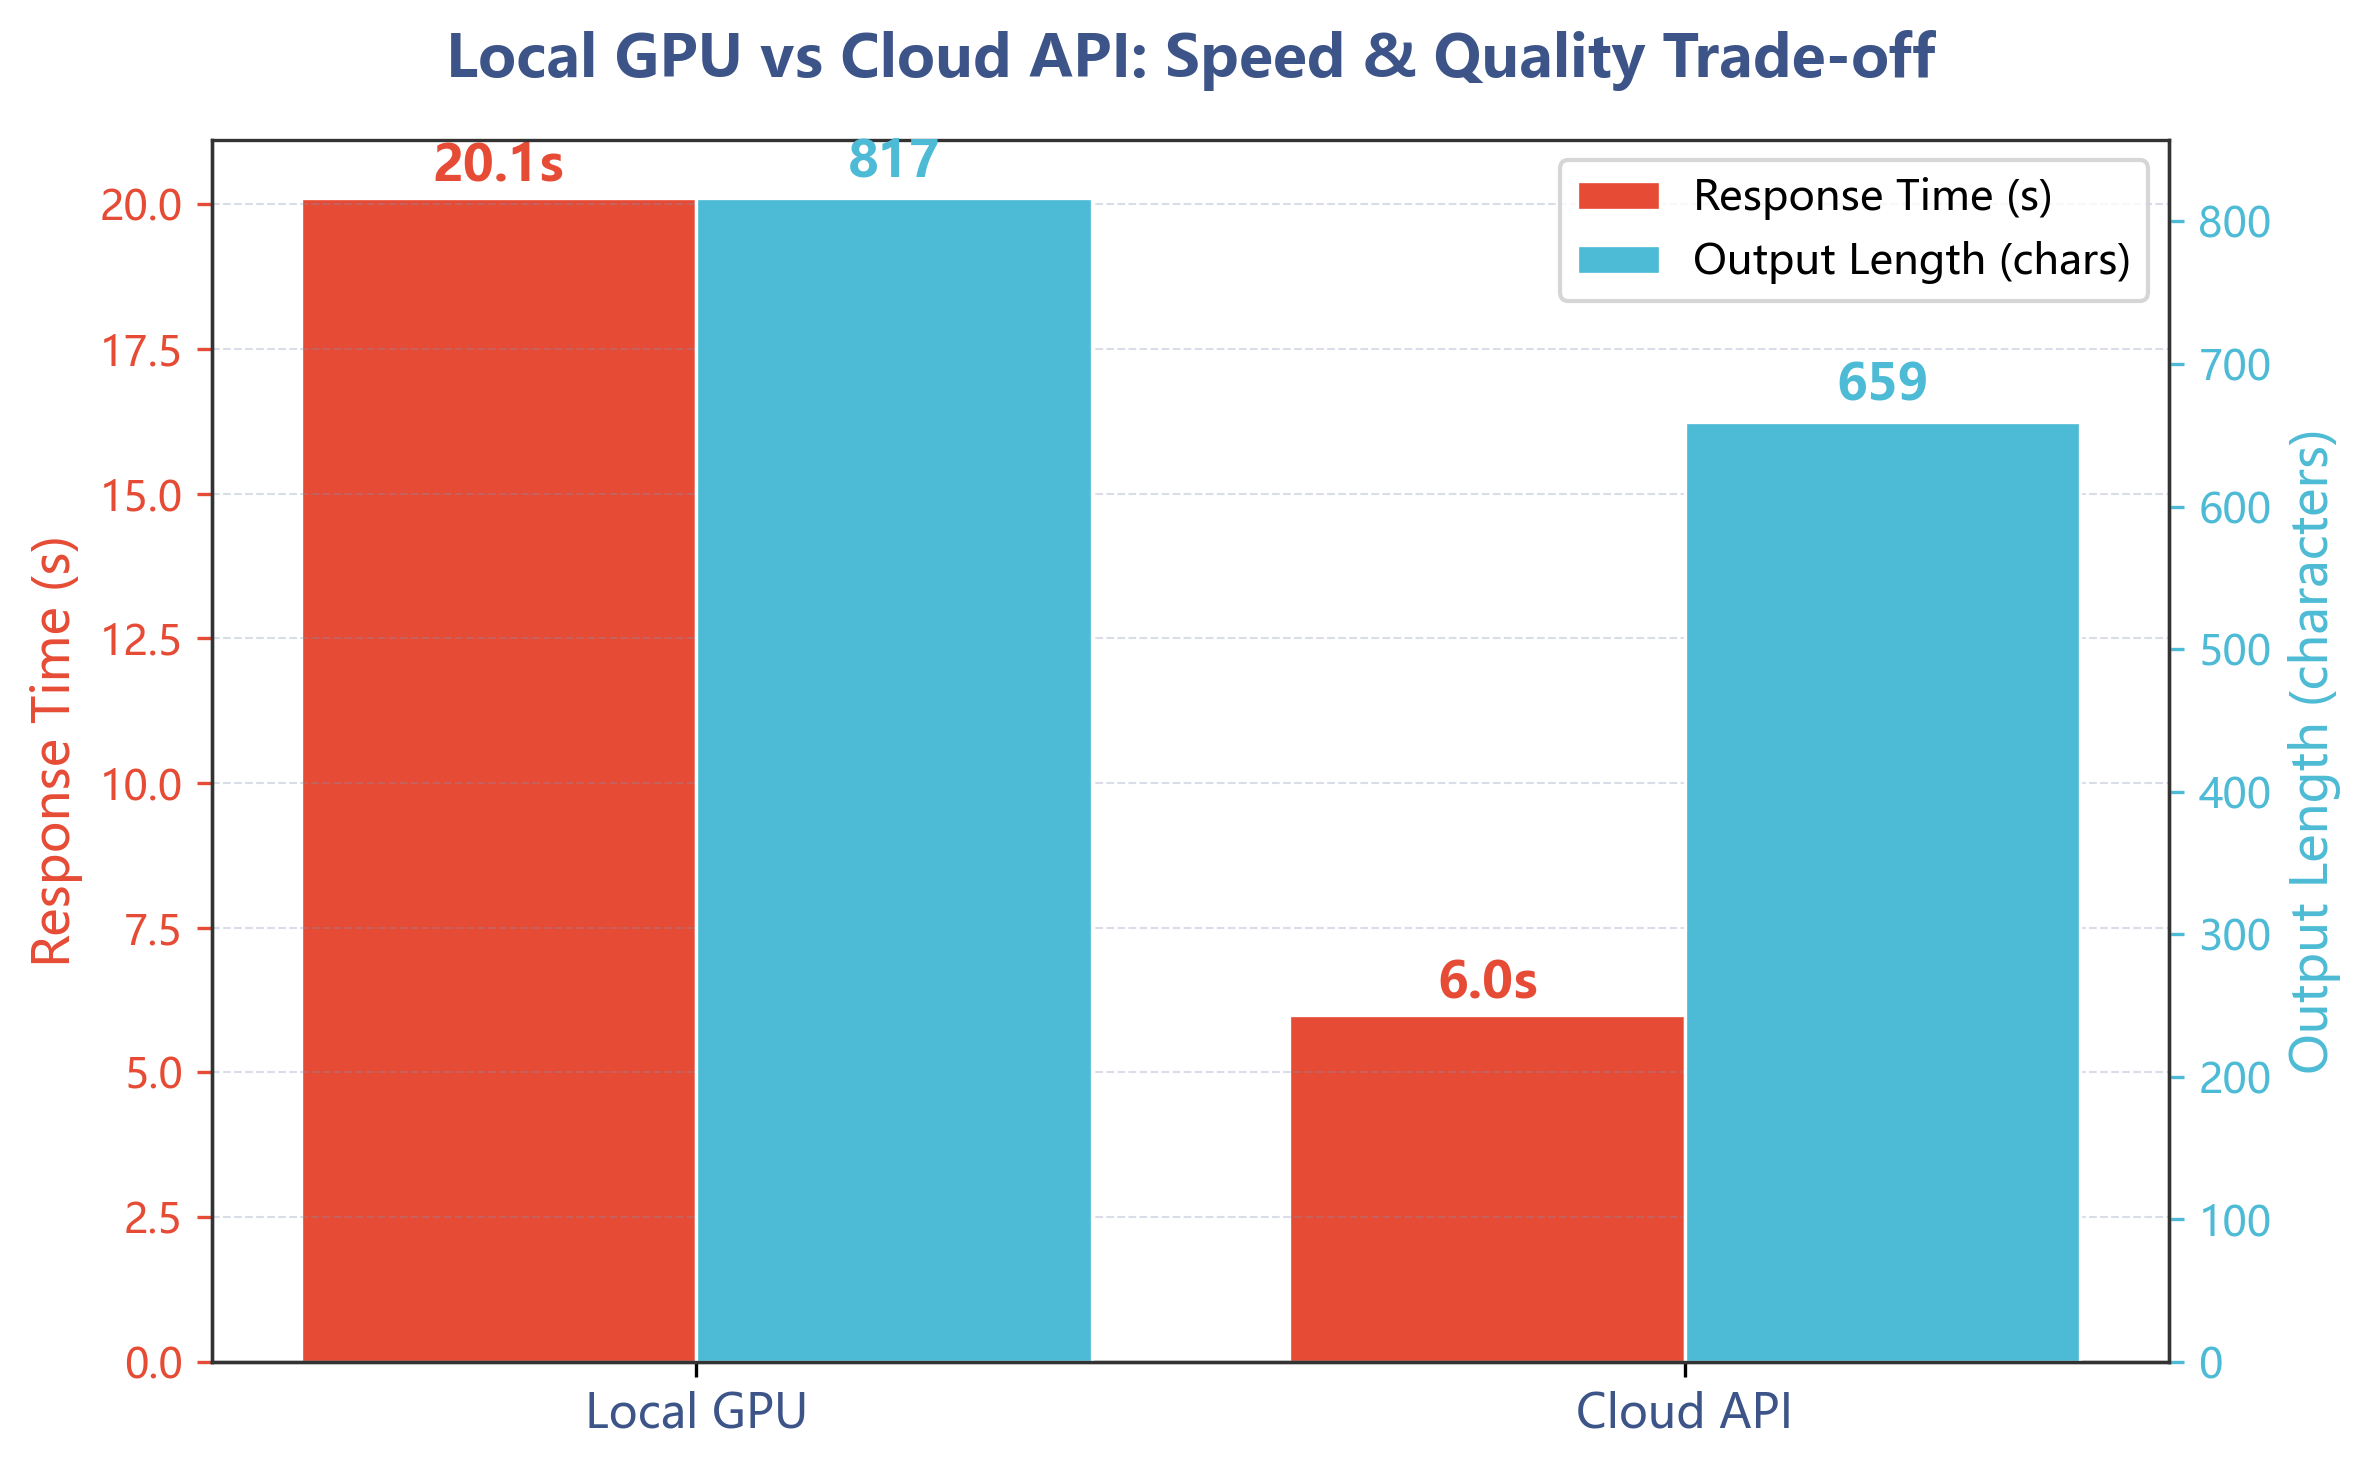 Local GPU vs Cloud API: Speed & Quality Trade-off
20.1s
817
Response Time (s)
Output Length (chars)
659
6.0s
20.0
17.5
15.0
12.5
10.0
7.5
5.0
2.5
0.0
Response Time (s)
800
700
600
500
400
300
200
100
0
Output Length (characters)
Local GPU
Cloud API